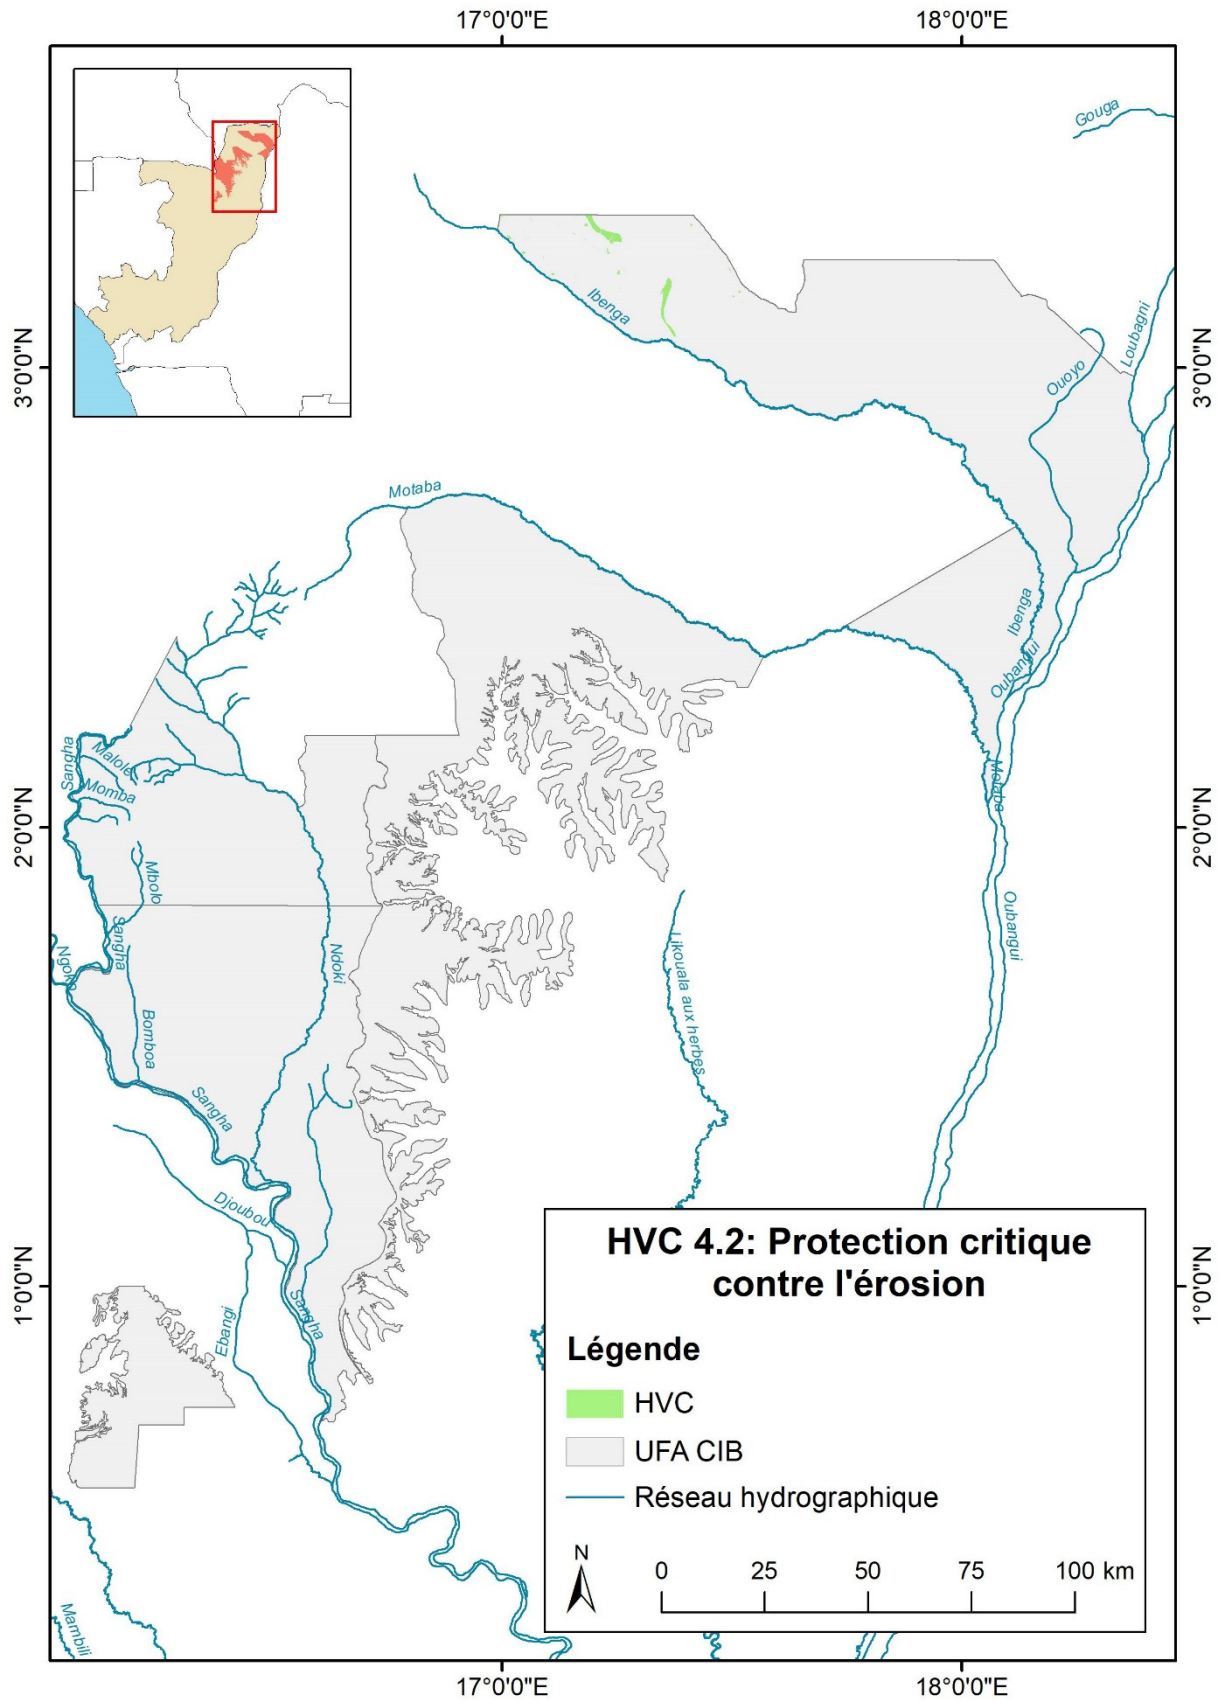 17°0'0"E
18°0'0"E
Gouga
Ibenga
Loubagni
Ouoyo
3°0'0"N
3°0'0"N
Motaba
Ibenga
Oubangui
Sangha
Malole
Momba
Motaba
2°0'0"N
2°0'0"N
Mbolo
Sangha
Ngoko
Ndoki
Likouala aux herbes
Oubangui
Bomboa
Sangha
Djoubou
Ebangi
Sangha
1°0'0"N
1°0'0"N
HVC 4.2: Protection critique
contre l'érosion
Légende
HVC
UFA CIB
Réseau hydrographique
N
0 25 50 75 100 km
Mambili
17°0'0"E
18°0'0"E